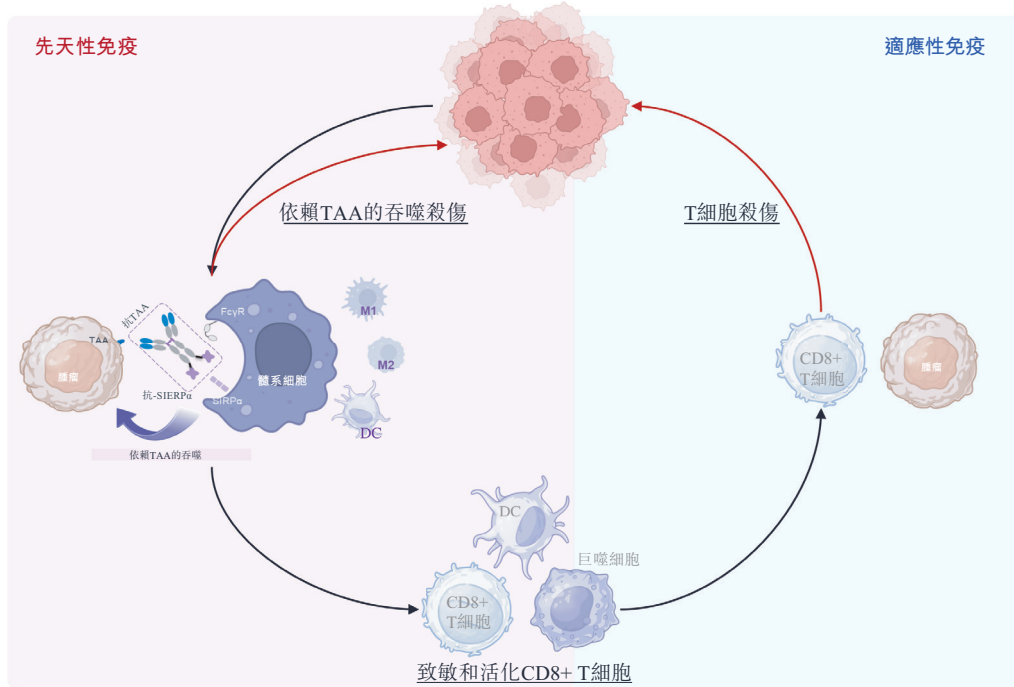 先天性免疫
適應性免疫
依賴TAA的吞噬殺傷
T細胞殺傷
抗TAA
FcγR
M1
TAA
腫瘤
髓系細胞
M2
CD8+
T細胞
腫瘤
抗-SIERPα
SIRPα
DC
依賴TAA的吞噬
DC
巨噬細胞
CD8+
T細胞
致敏和活化CD8+ T細胞